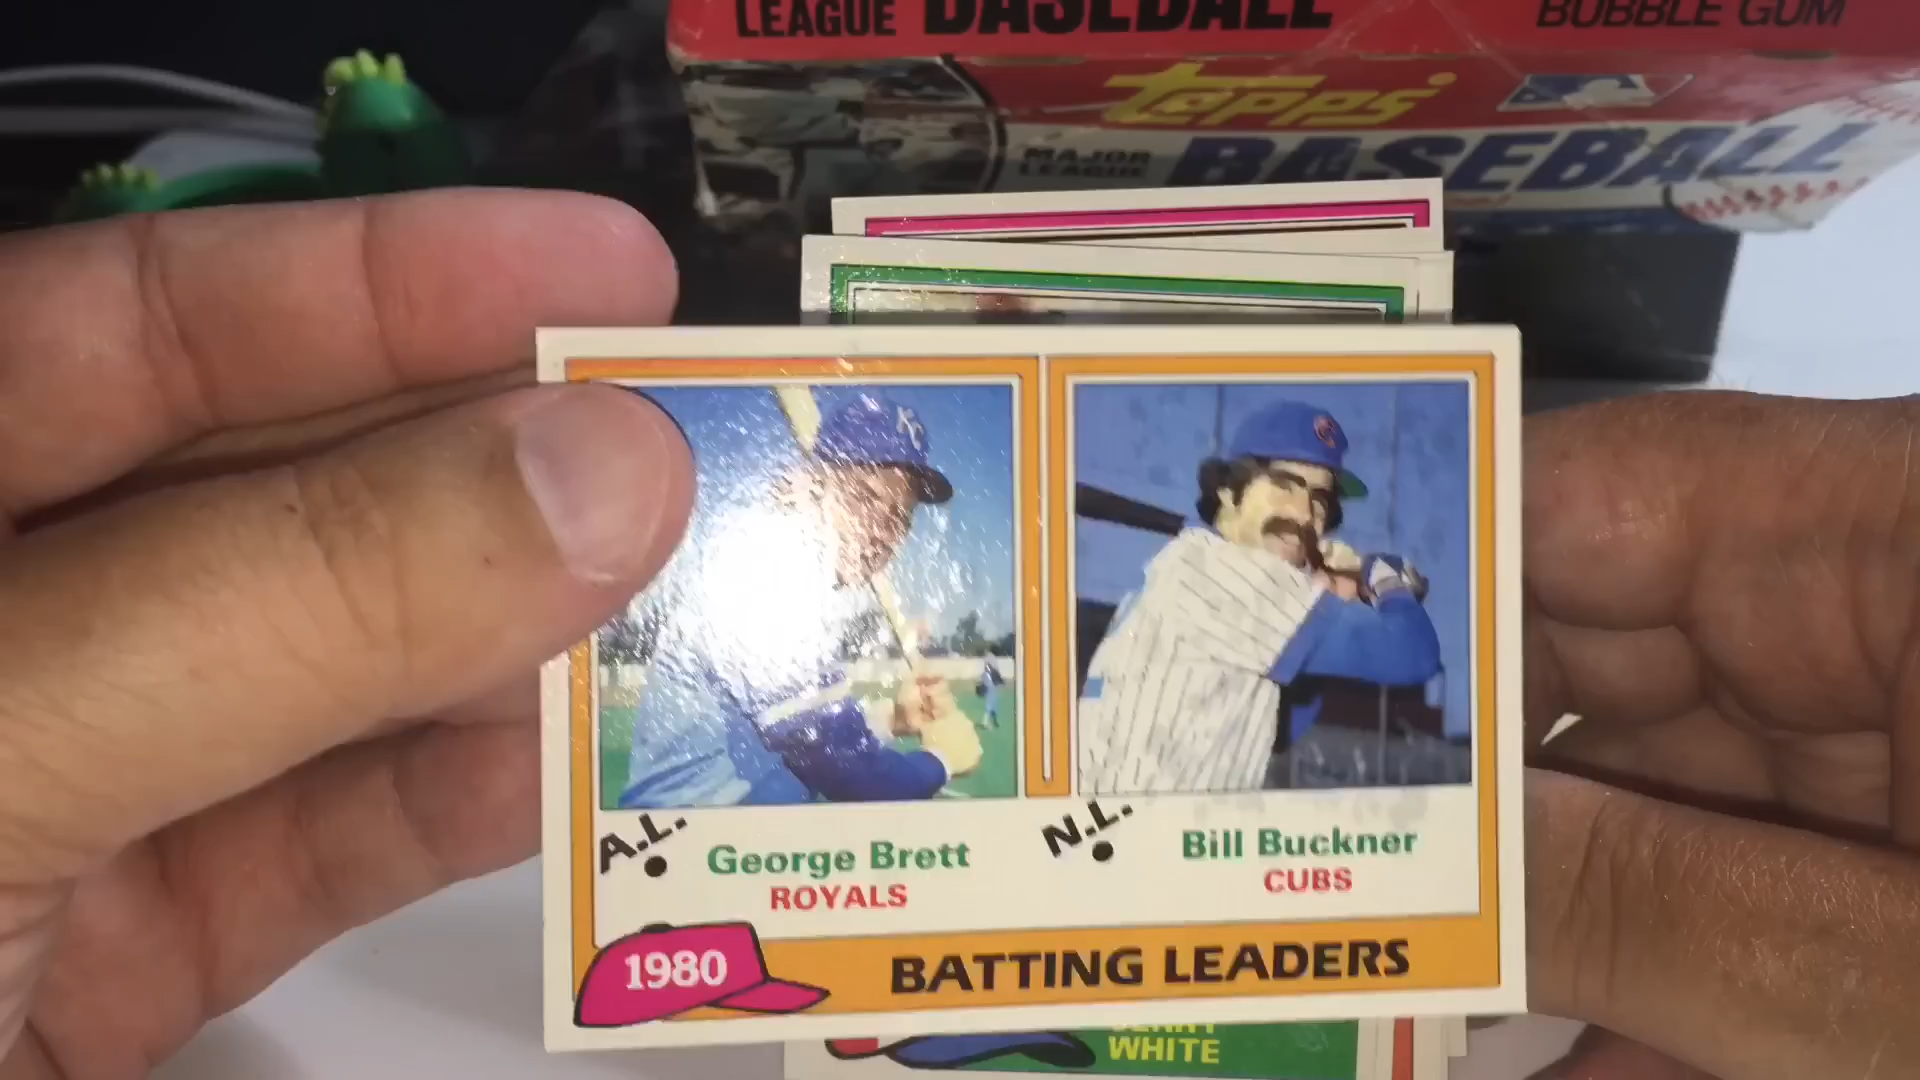 LEAGUE BASEBALL
BUBBLE GUM
Topps
MAJOR
LEAGUE
BASEBALL
KC
A.L.
George Brett
ROYALS
N.L.
Bill Buckner
CUBS
1980
BATTING LEADERS
JERRY
WHITE